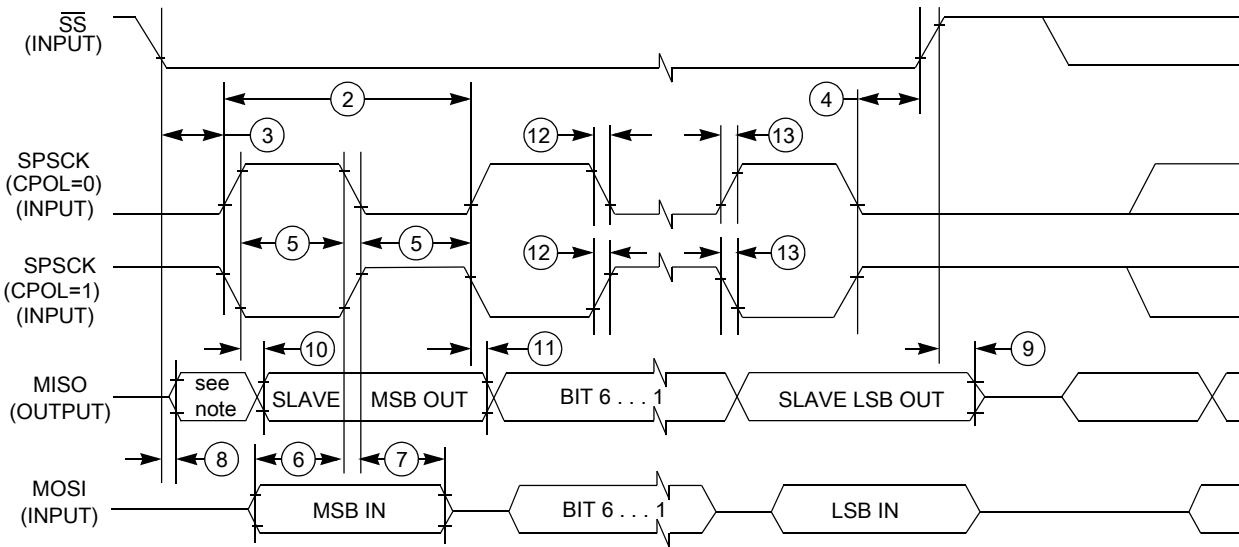 SS
(INPUT)
2
4
3
12
13
SPSCK
(CPOL=0)
(INPUT)
5
5
12
13
SPSCK
(CPOL=1)
(INPUT)
10
11
9
MISO
(OUTPUT)
see
note
SLAVE
MSB OUT
BIT 6 . . . 1
SLAVE LSB OUT
8
6
7
MOSI
(INPUT)
MSB IN
BIT 6 . . . 1
LSB IN